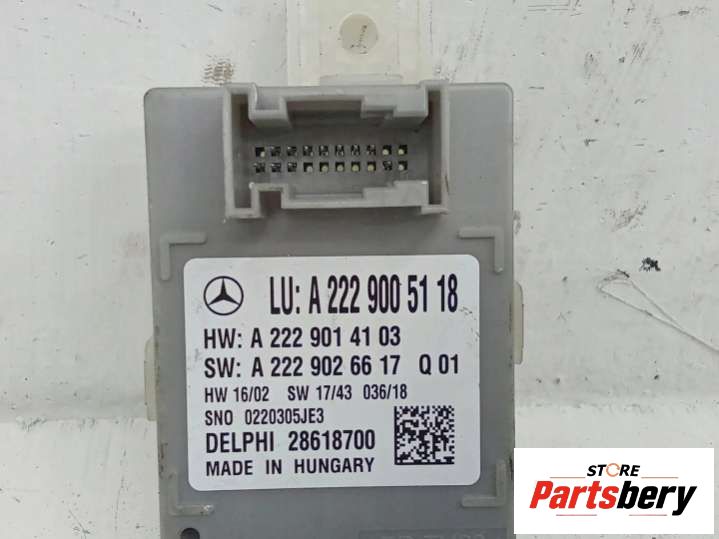 LU: A 222 900 51 18
HW: A 222 901 41 03
SW: A 222 902 66 17 Q 01
HW 16/02 SW 17/43 036/18
SNO 0220305JE3
DELPHI 28618700
MADE IN HUNGARY
STORE
Partsbery